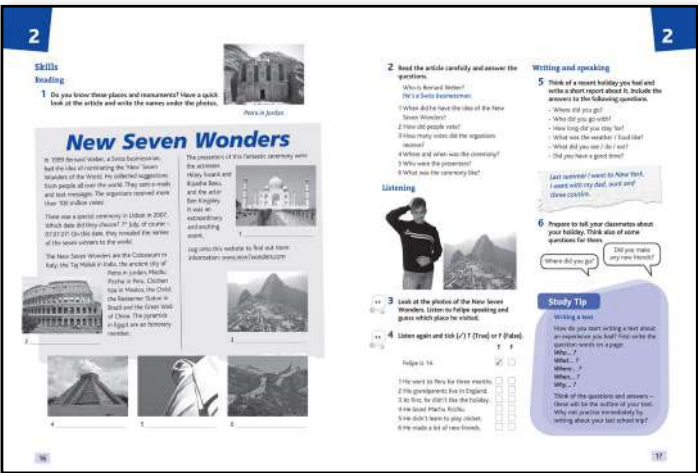 2
Skills
Reading
1 Do you know these places and monuments? Have a quick
look at the article and write the names under the photos.
Petra in Jordan
New Seven Wonders
In 1999 Bernard Weber, a Swiss businessman,
had the idea of nominating the 'New' Seven
Wonders of the World. He collected suggestions
from people all over the world. They sent e-mails
and text messages. The organisers received more
than 100 million votes!
There was a special ceremony in Lisbon in 2007.
Which date did they choose? 7th July, of course –
07.07.07! On this date, they revealed the names
of the seven winners to the world.
The New Seven Wonders are the Colosseum in
Italy, the Taj Mahal in India, the ancient city of
Petra in Jordan, Machu
Picchu in Peru, Chichen
Itza in Mexico, the Christ
the Redeemer Statue in
Brazil and the Great Wall
of China. The pyramids
in Egypt are an honorary
member.
The presenters of this fantastic ceremony were
the actresses
Hilary Swank and
Bipasha Basu,
and the actor
Ben Kingsley.
It was an
extraordinary
and exciting
event.
Log onto this website to find out more
information: www.new7wonders.com
1
2
3
4
5
6
16
2
2 Read the article carefully and answer the
questions.
Who is Bernard Weber?
He's a Swiss businessman.
1 When did he have the idea of the New
Seven Wonders?
2 How did people vote?
3 How many votes did the organisers
receive?
4 Where and when was the ceremony?
5 Who were the presenters?
6 What was the ceremony like?
Listening
3 Look at the photos of the New Seven
Wonders. Listen to Felipe speaking and
guess which place he visited.
4 Listen again and tick (✓) T (True) or F (False).
T F
Felipe is 14. ✓
1 He went to Peru for three months.
2 His grandparents live in England.
3 At first, he didn't like the holiday.
4 He loved Machu Picchu.
5 He didn't learn to play cricket.
6 He made a lot of new friends.
Writing and speaking
5 Think of a recent holiday you had and
write a short report about it. Include the
answers to the following questions.
- Where did you go?
- Who did you go with?
- How long did you stay for?
- What was the weather / food like?
- What did you see / do / eat?
- Did you have a good time?
Last summer I went to New York.
I went with my dad, aunt and
three cousins.
6 Prepare to tell your classmates about
your holiday. Think also of some
questions for them.
Where did you go?
Did you make
any new friends?
Study Tip
Writing a text
How do you start writing a text about
an experience you had? First write the
question words on a page:
Who... ?
What... ?
Where... ?
When... ?
Why... ?
Think of the questions and answers –
these will be the outline of your text.
Why not practise immediately by
writing about your last school trip?
17